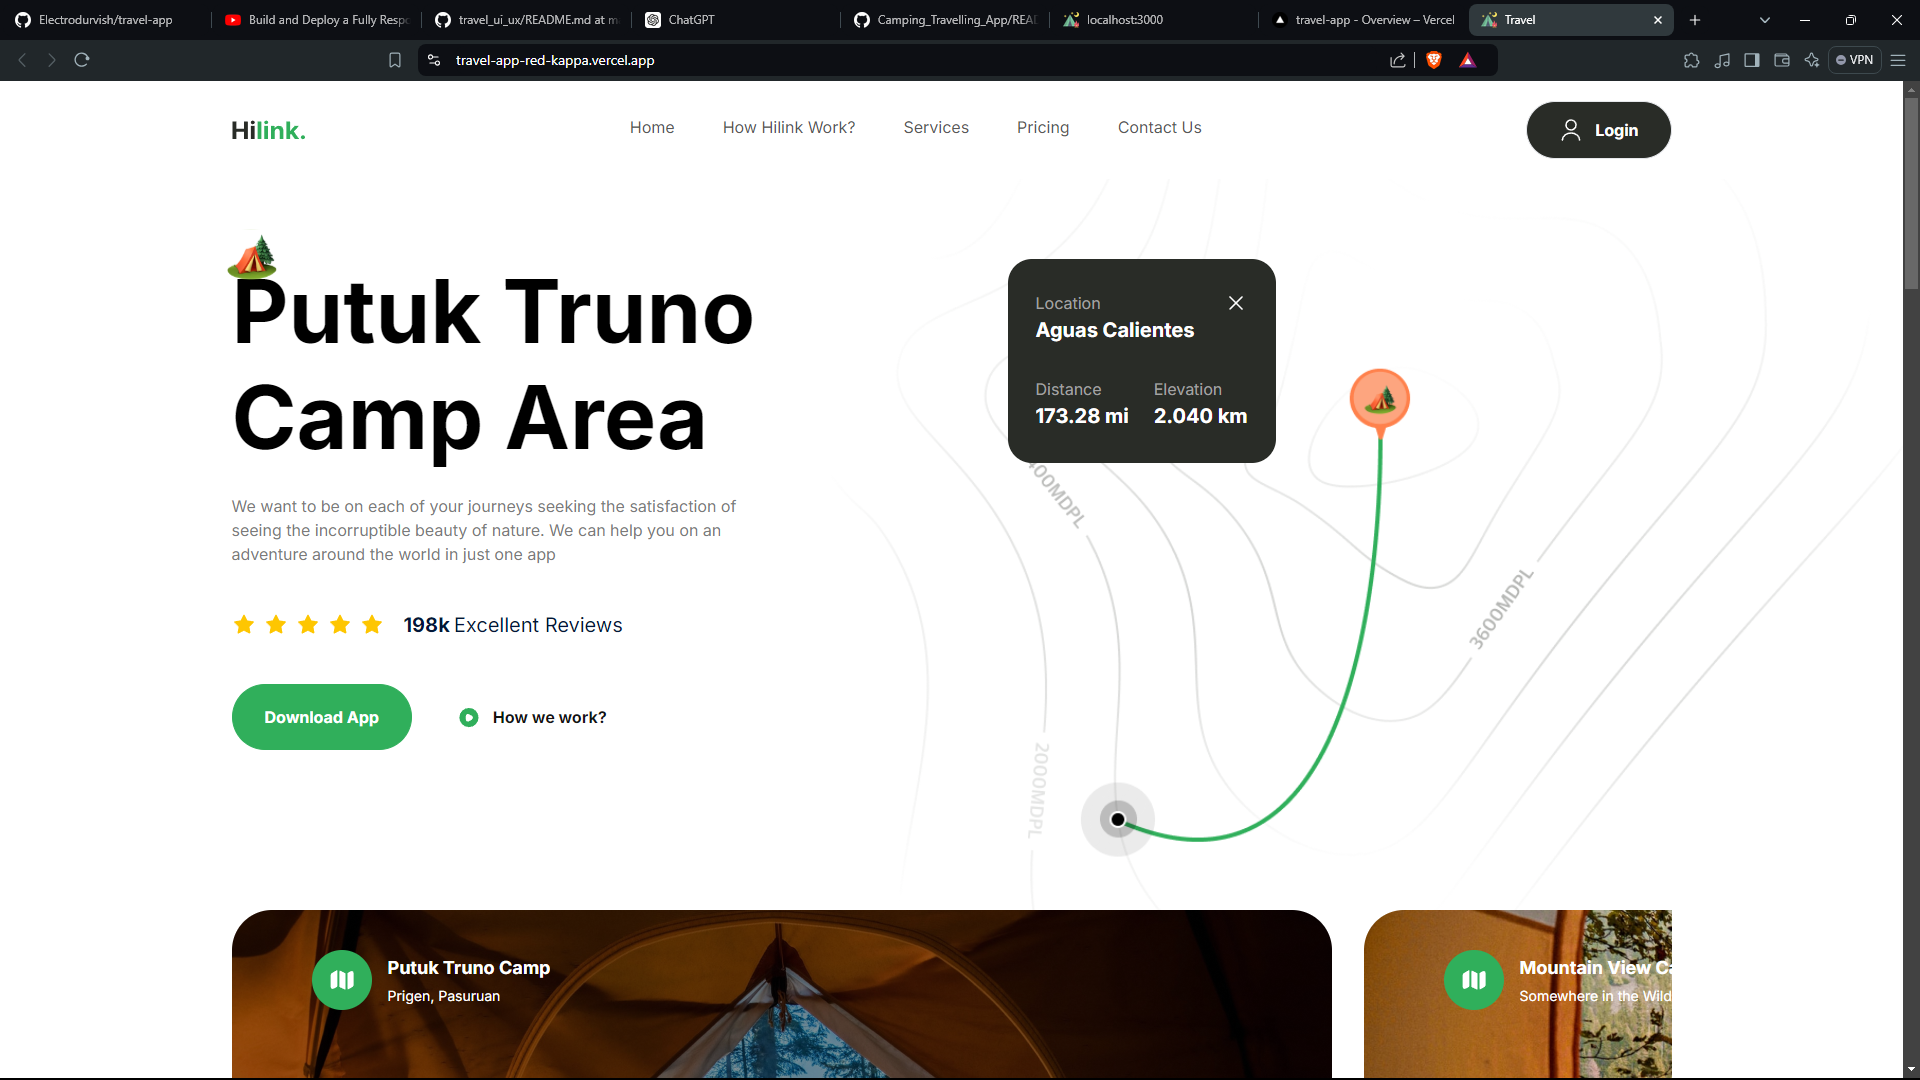 Electrodurvish/travel-app
Build and Deploy a Fully Respo
travel_ui_ux/README.md at m
ChatGPT
Camping_Travelling_App/READ
localhost:3000
travel-app - Overview – Vercel
Travel
travel-app-red-kappa.vercel.app
VPN
Hilink.
Home
How Hilink Work?
Services
Pricing
Contact Us
Login
Putuk Truno
Camp Area
We want to be on each of your journeys seeking the satisfaction of
seeing the incorruptible beauty of nature. We can help you on an
adventure around the world in just one app
198k Excellent Reviews
Download App
How we work?
Location
Aguas Calientes
Distance
Elevation
173.28 mi
2.040 km
400MDPL
3600MDPL
2000MDPL
Putuk Truno Camp
Prigen, Pasuruan
Mountain View Ca
Somewhere in the Wild